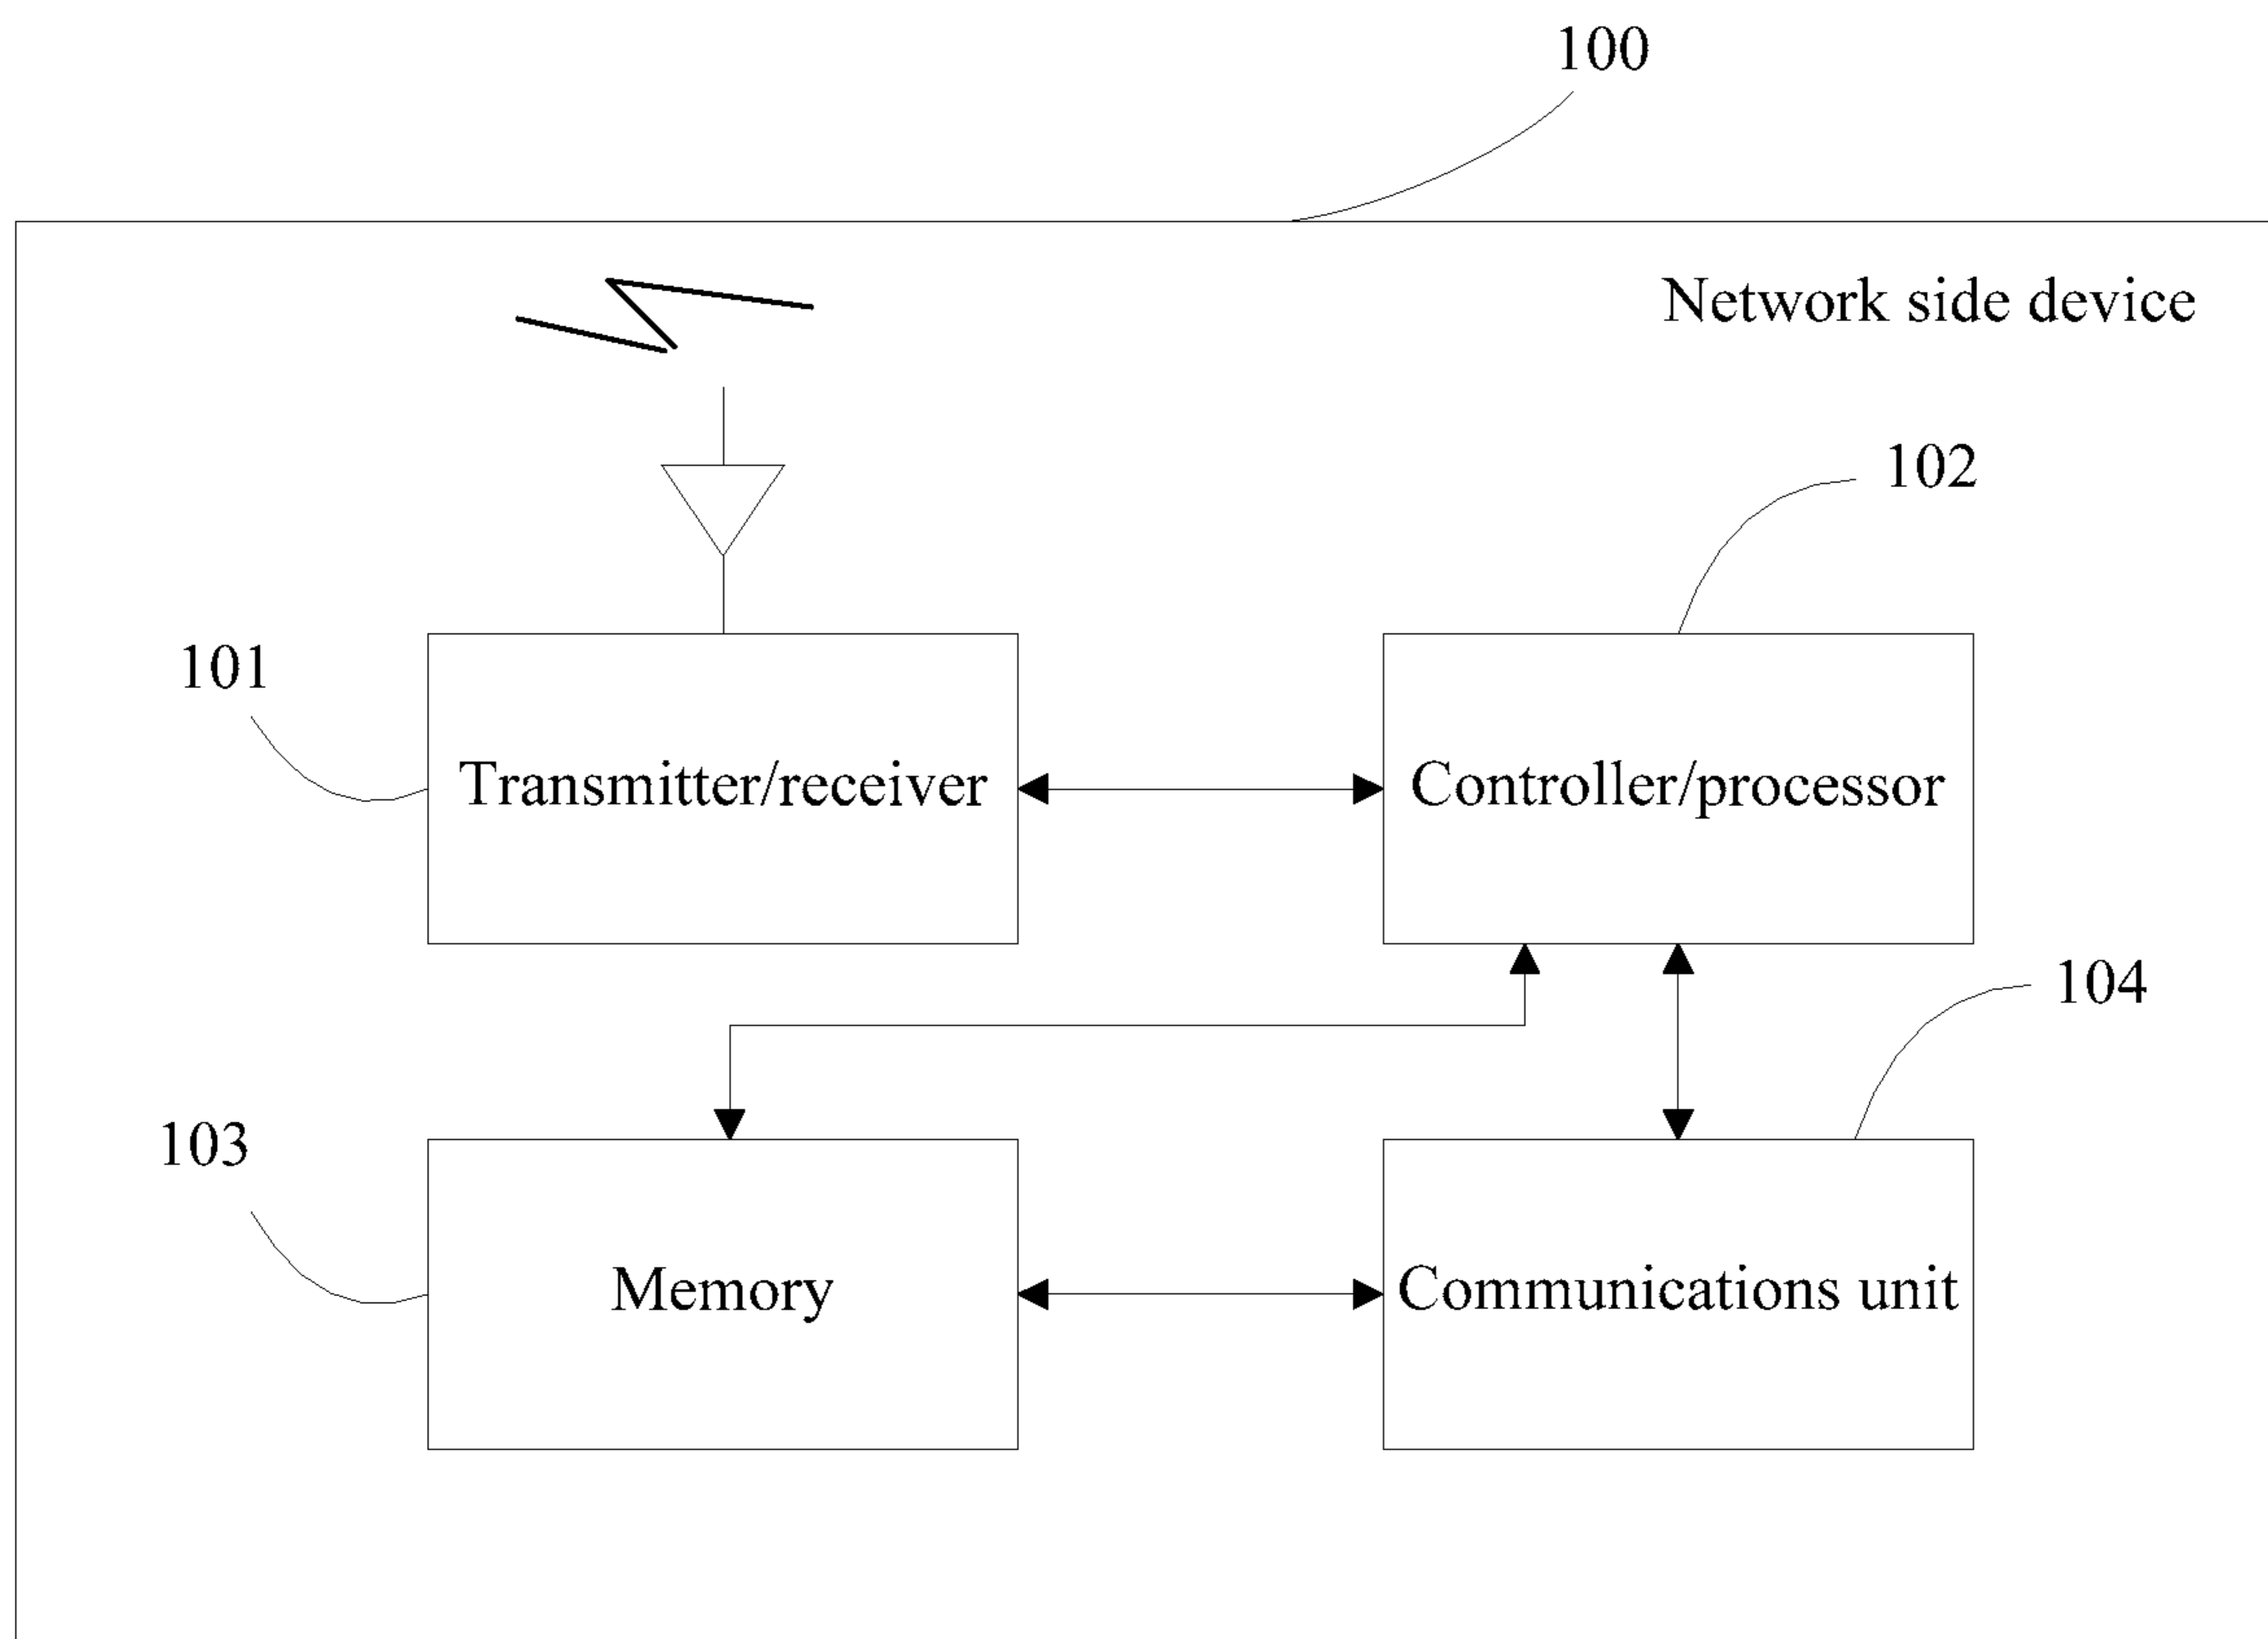 100
Network side device
102
101
Transmitter/receiver
Controller/processor
104
103
Memory
Communications unit